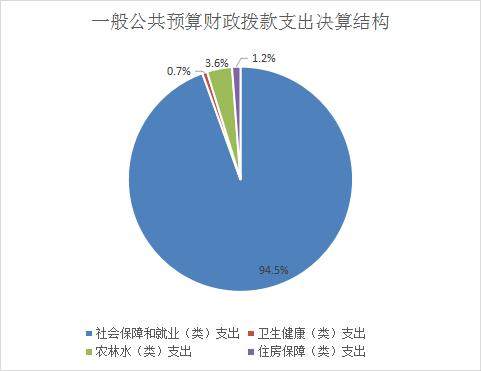 一般公共预算财政拨款支出决算结构
0.7%
3.6%
1.2%
94.5%
社会保障和就业（类）支出
卫生健康（类）支出
农林水（类）支出
住房保障（类）支出